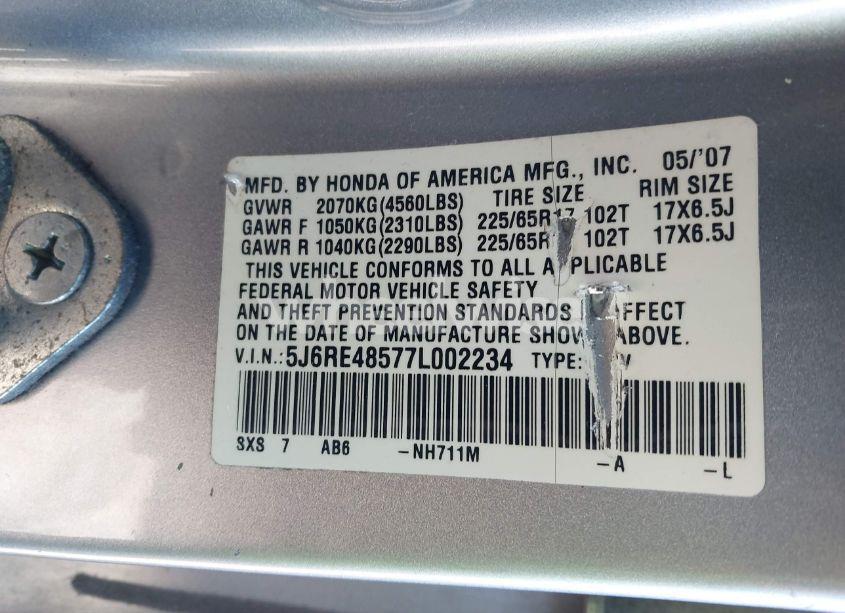 MFD. BY HONDA OF AMERICA MFG., INC. 05/'07
GVWR 2070KG(4560LBS) TIRE SIZE RIM SIZE
GAWR F 1050KG(2310LBS) 225/65R17 102T 17X6.5J
GAWR R 1040KG(2290LBS) 225/65R 102T 17X6.5J
THIS VEHICLE CONFORMS TO ALL A PLICABLE
FEDERAL MOTOR VEHICLE SAFETY
AND THEFT PREVENTION STANDARDS EFFECT
ON THE DATE OF MANUFACTURE SHOW ABOVE.
V.I.N.: 5J6RE48577L002234 TYPE:
SXS 7 AB6 -NH711M -A -L